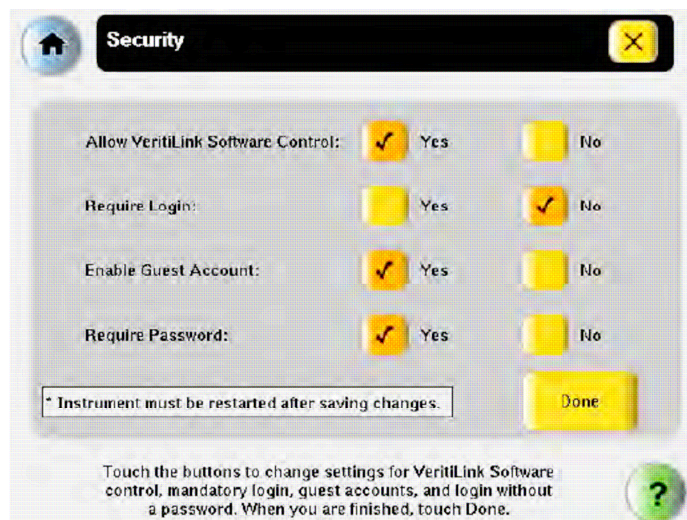 Security
Allow VeritiLink Software Control: Yes No
Require Login: Yes No
Enable Guest Account: Yes No
Require Password: Yes No
* Instrument must be restarted after saving changes.
Done
Touch the buttons to change settings for VeritiLink Software
control, mandatory login, guest accounts, and login without
a password. When you are finished, touch Done.
?